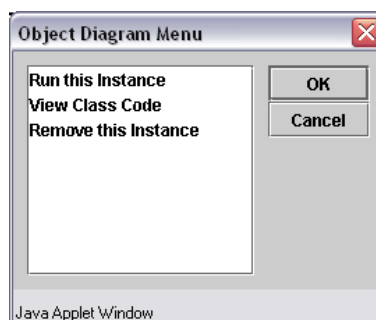 Object Diagram Menu
Run this Instance
View Class Code
Remove this Instance
OK
Cancel
Java Applet Window